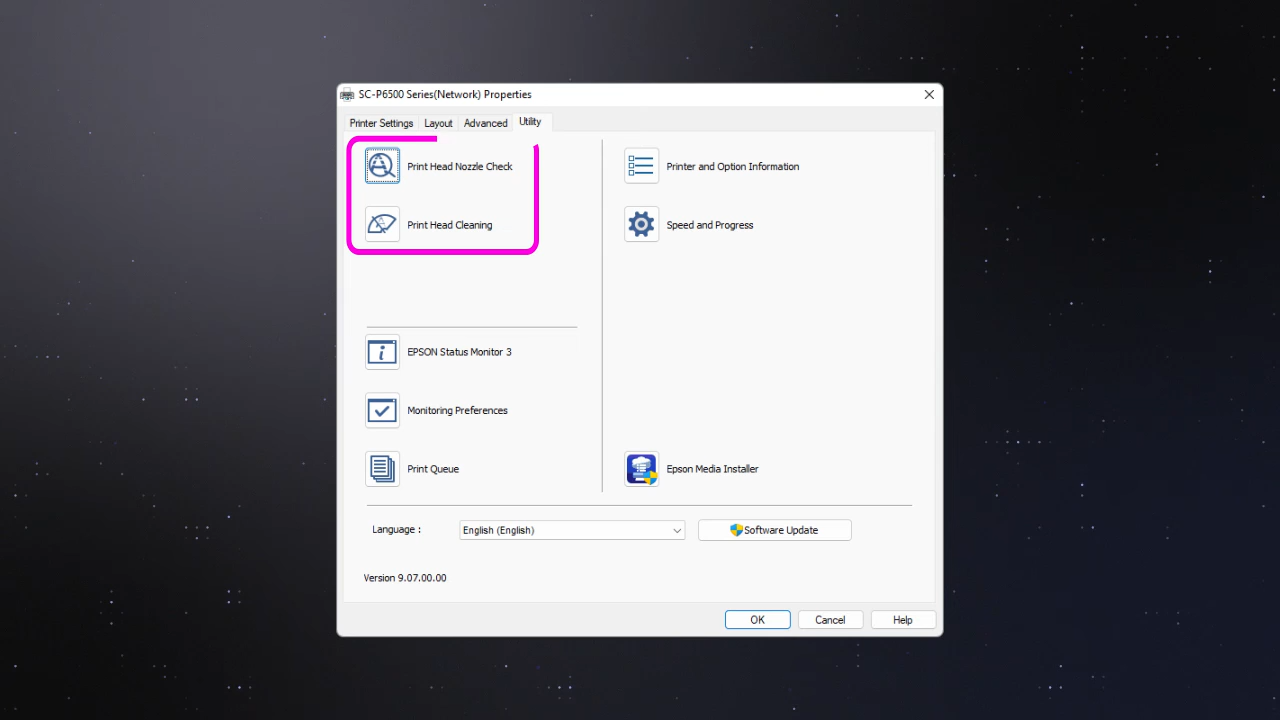 SC-P6500 Series(Network) Properties
Printer Settings
Layout
Advanced
Utility
Print Head Nozzle Check
Print Head Cleaning
Printer and Option Information
Speed and Progress
EPSON Status Monitor 3
Monitoring Preferences
Print Queue
Epson Media Installer
Language :
English (English)
Software Update
Version 9.07.00.00
OK
Cancel
Help